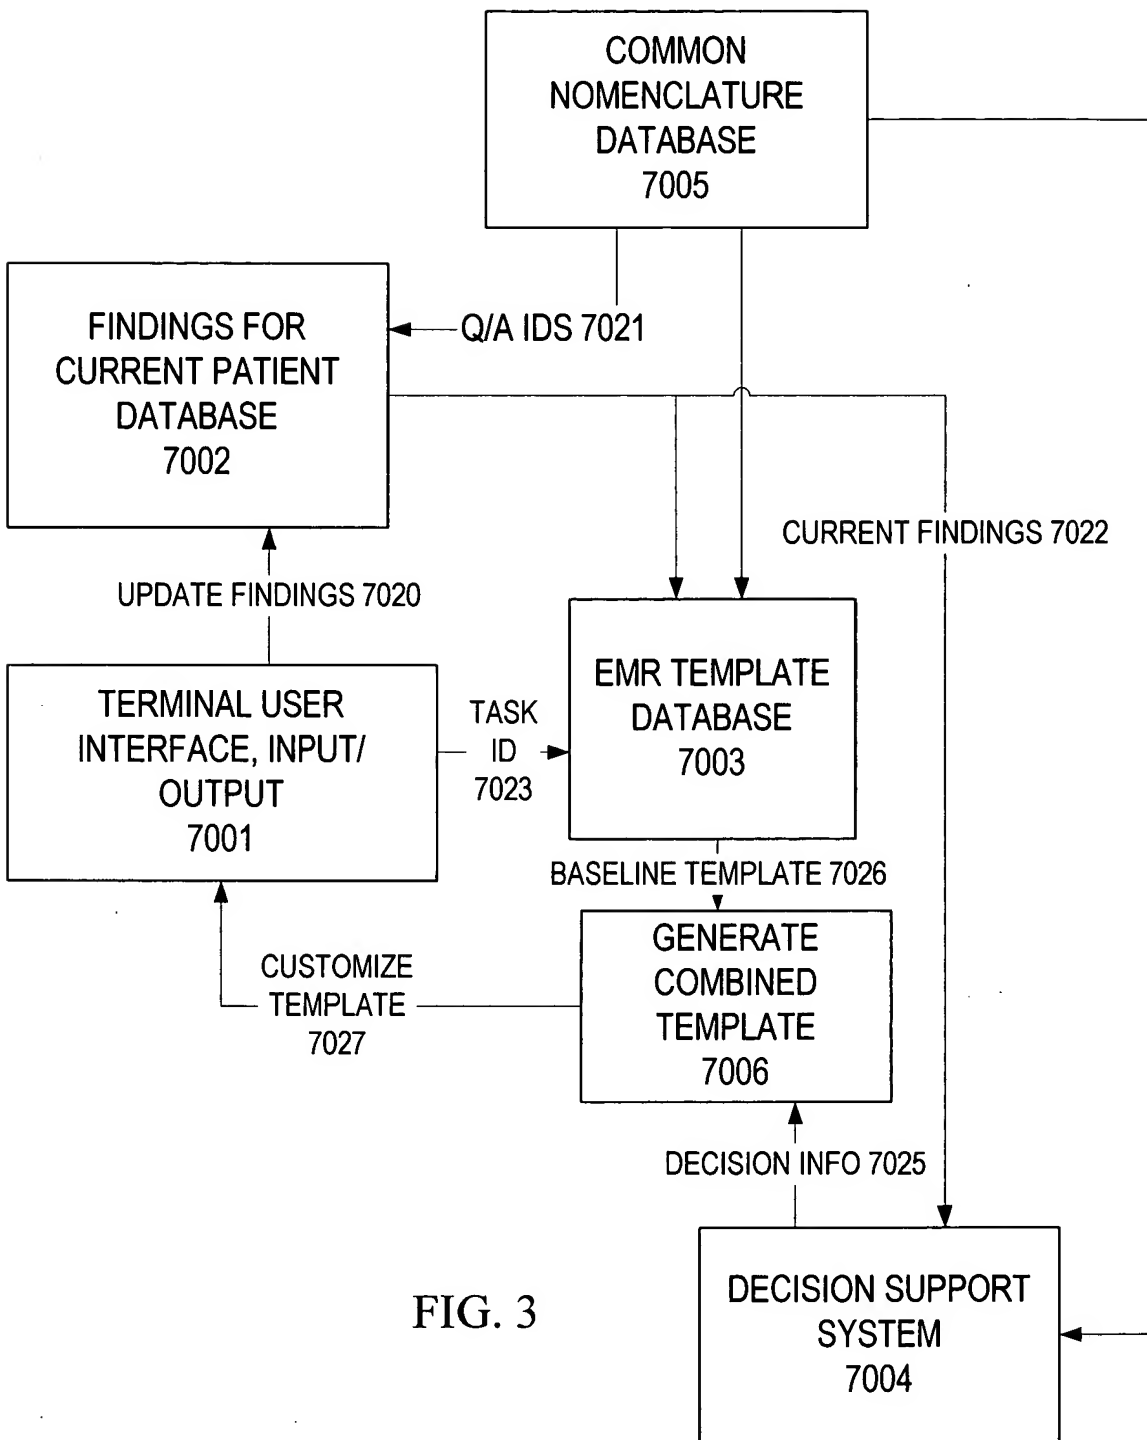 COMMON
NOMENCLATURE
DATABASE
7005
FINDINGS FOR
CURRENT PATIENT
DATABASE
7002
Q/A IDS 7021
CURRENT FINDINGS 7022
UPDATE FINDINGS 7020
TERMINAL USER
INTERFACE, INPUT/
OUTPUT
7001
TASK
ID
7023
EMR TEMPLATE
DATABASE
7003
BASELINE TEMPLATE 7026
GENERATE
COMBINED
TEMPLATE
7006
CUSTOMIZE
TEMPLATE
7027
DECISION INFO 7025
DECISION SUPPORT
SYSTEM
7004
FIG. 3